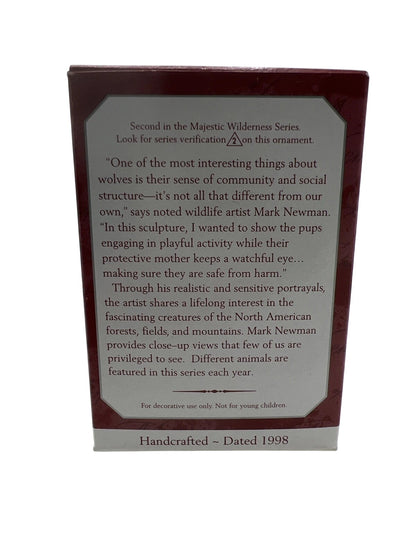 Second in the Majestic Wilderness Series.
Look for series verification 2 on this ornament.
"One of the most interesting things about
wolves is their sense of community and social
structure—it's not all that different from our
own," says noted wildlife artist Mark Newman.
"In this sculpture, I wanted to show the pups
engaging in playful activity while their
protective mother keeps a watchful eye...
making sure they are safe from harm."
Through his realistic and sensitive portrayals,
the artist shares a lifelong interest in the
fascinating creatures of the North American
forests, fields, and mountains. Mark Newman
provides close-up views that few of us are
privileged to see. Different animals are
featured in this series each year.
For decorative use only. Not for young children.
Handcrafted ~ Dated 1998